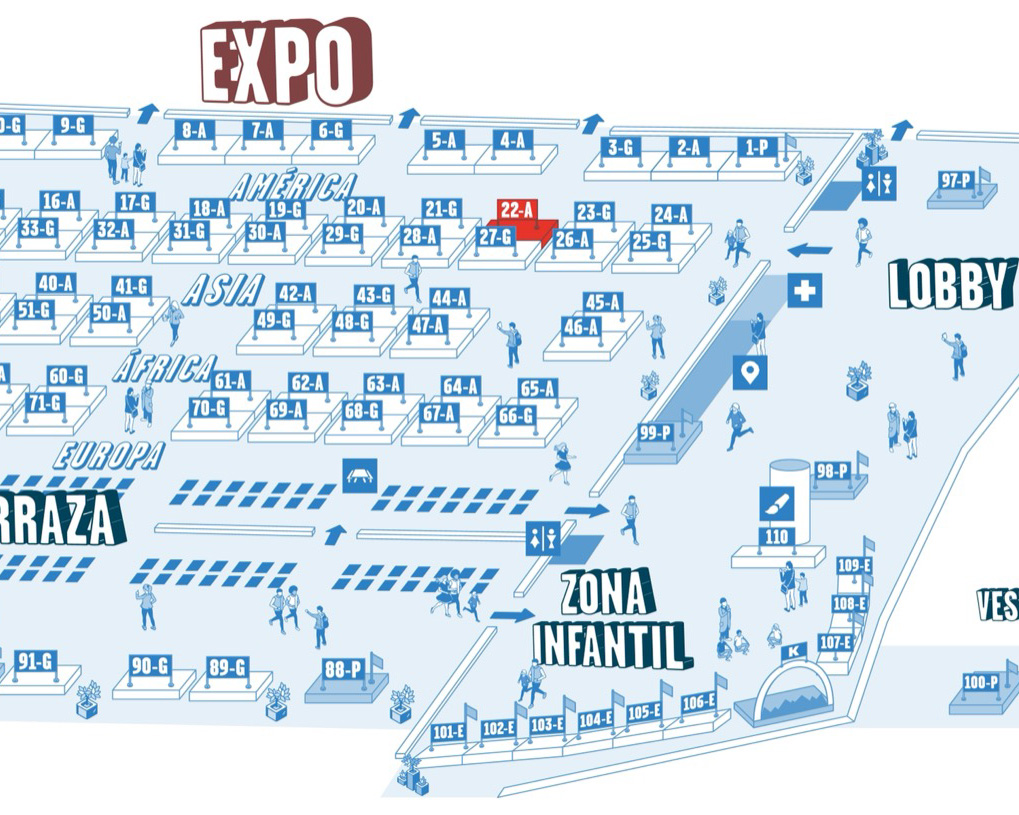 EXPO
9-G
8-A 7-A 6-G
5-A 4-A
3-G 2-A 1-P
97-P
AMÉRICA
16-A 17-G 18-A 19-G 20-A 21-G 22-A 23-G 24-A
33-G 32-A 31-G 30-A 29-G 28-A 27-G 26-A 25-G
LOBBY
ASIA
40-A 41-G 42-A 43-G 44-A 45-A
51-G 50-A 49-G 48-G 47-A 46-A
ÁFRICA
60-G 61-A 62-A 63-A 64-A 65-A
71-G 70-G 69-A 68-G 67-A 66-G
99-P
EUROPA
98-P
RRAZA
110
109-E
ZONA
INFANTIL
108-E
VES
107-E
K
91-G 90-G 89-G 88-P
100-P
101-E 102-E 103-E 104-E 105-E 106-E